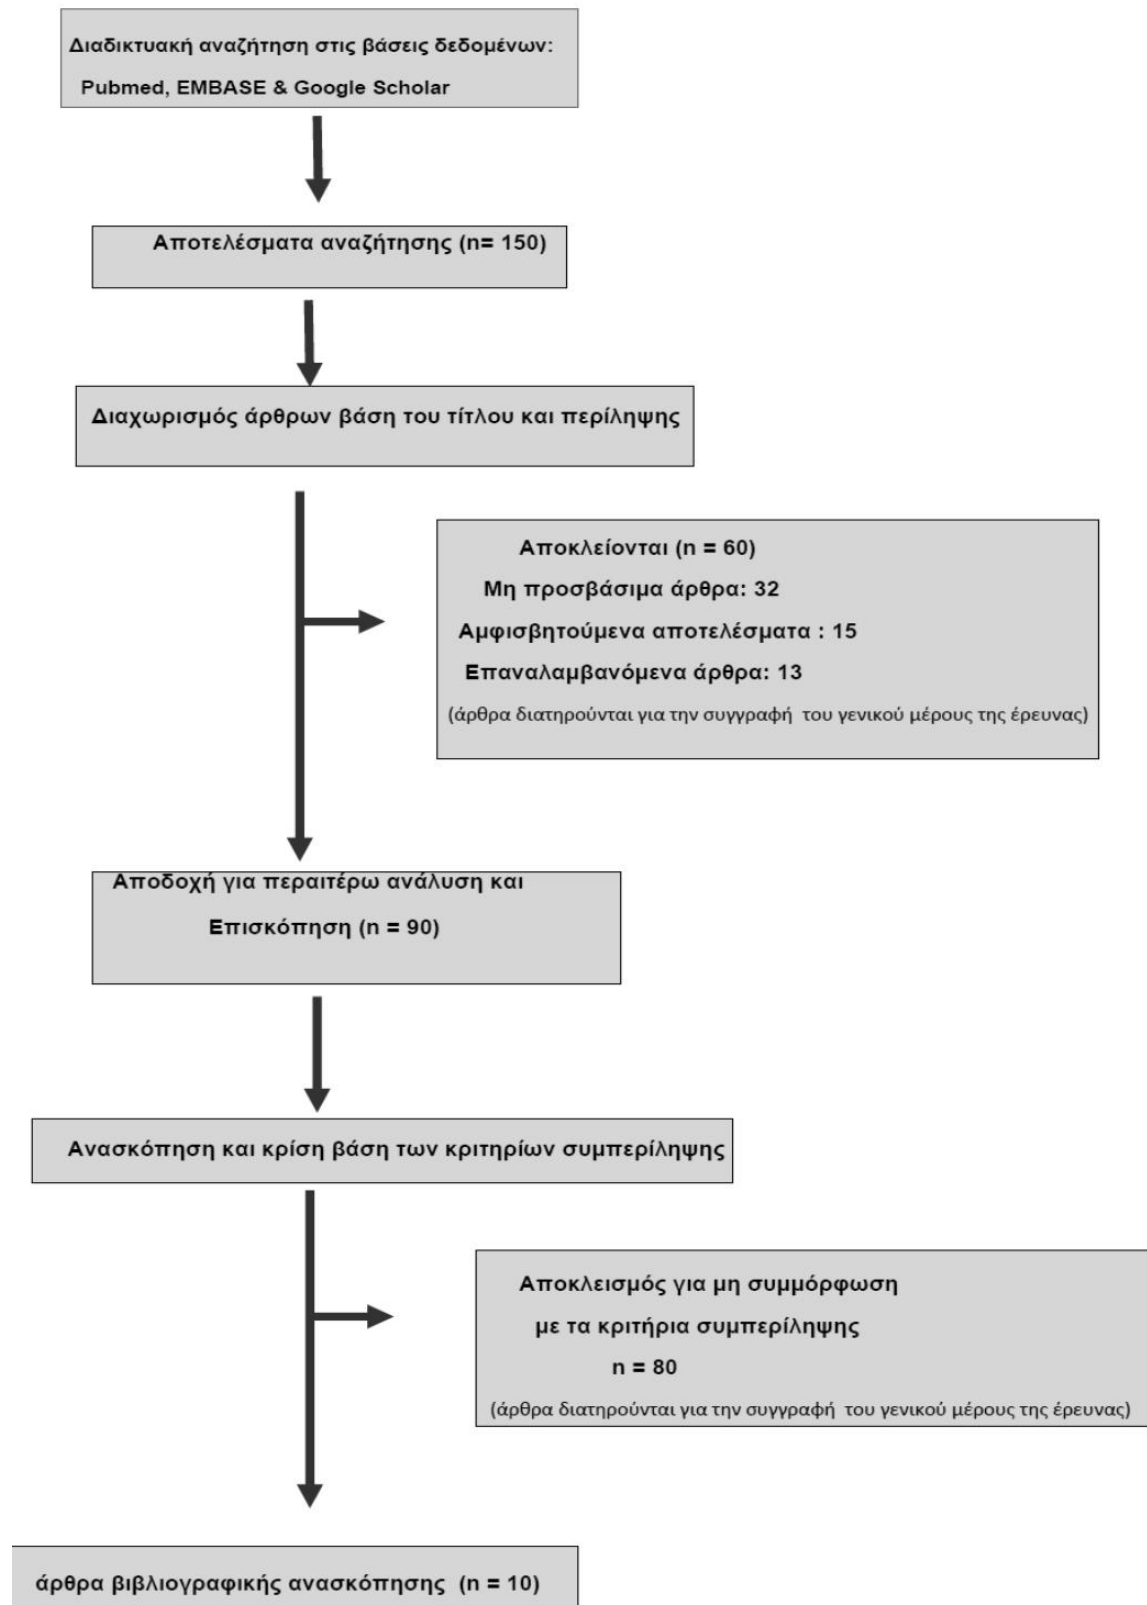 Διαδικτυακή αναζήτηση στις βάσεις δεδομένων:
Pubmed, EMBASE & Google Scholar
Αποτελέσματα αναζήτησης (n= 150)
Διαχωρισμός άρθρων βάση του τίτλου και περίληψης
Αποκλείονται (n = 60)
Μη προσβάσιμα άρθρα: 32
Αμφισβητούμενα αποτελέσματα : 15
Επαναλαμβανόμενα άρθρα: 13
(άρθρα διατηρούνται για την συγγραφή του γενικού μέρους της έρευνας)
Αποδοχή για περαιτέρω ανάλυση και
Επισκόπηση (n = 90)
Ανασκόπηση και κρίση βάση των κριτηρίων συμπερίληψης
Αποκλεισμός για μη συμμόρφωση
με τα κριτήρια συμπερίληψης
n = 80
(άρθρα διατηρούνται για την συγγραφή του γενικού μέρους της έρευνας)
άρθρα βιβλιογραφικής ανασκόπησης (n = 10)